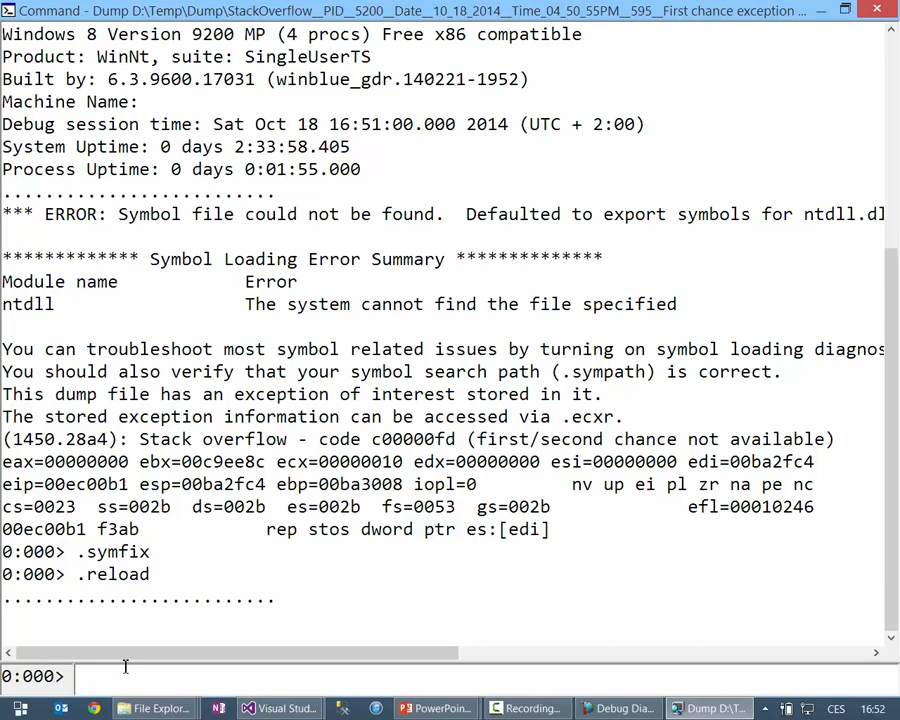 Command - Dump D:\Temp\Dump\StackOverflow__PID__5200__Date__10_18_2014__Time_04_50_55PM__595__First chance exception ...
Windows 8 Version 9200 MP (4 procs) Free x86 compatible
Product: WinNt, suite: SingleUserTS
Built by: 6.3.9600.17031 (winblue_gdr.140221-1952)
Machine Name:
Debug session time: Sat Oct 18 16:51:00.000 2014 (UTC + 2:00)
System Uptime: 0 days 2:33:58.405
Process Uptime: 0 days 0:01:55.000
..........................
*** ERROR: Symbol file could not be found.  Defaulted to export symbols for ntdll.dl
************* Symbol Loading Error Summary **************
Module name            Error
ntdll                  The system cannot find the file specified
You can troubleshoot most symbol related issues by turning on symbol loading diagnos
You should also verify that your symbol search path (.sympath) is correct.
This dump file has an exception of interest stored in it.
The stored exception information can be accessed via .ecxr.
(1450.28a4): Stack overflow - code c00000fd (first/second chance not available)
eax=00000000 ebx=00c9ee8c ecx=00000010 edx=00000000 esi=00000000 edi=00ba2fc4
eip=00ec00b1 esp=00ba2fc4 ebp=00ba3008 iopl=0         nv up ei pl zr na pe nc
cs=0023  ss=002b  ds=002b  es=002b  fs=0053  gs=002b             efl=00010246
00ec00b1 f3ab            rep stos dword ptr es:[edi]
0:000> .symfix
0:000> .reload
..........................
0:000>
File Explor... Visual Stud... PowerPoin... Recording... Debug Dia... Dump D:\T... CES 16:52